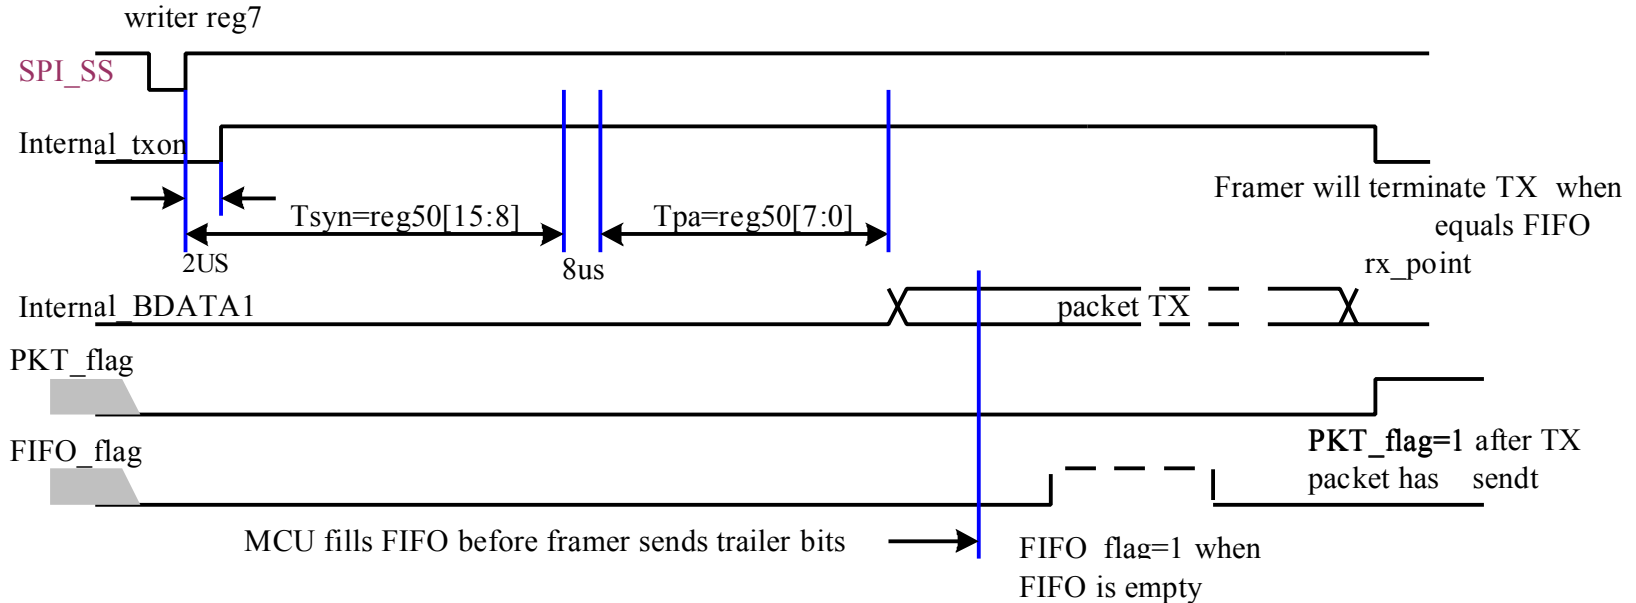 writer reg7
SPI_SS
Internal_txon
Framer will terminate TX when
equals FIFO
rx_point
Tsyn=reg50[15:8]
Tpa=reg50[7:0]
2US
8us
Internal_BDATA1
packet TX
PKT_flag
FIFO_flag
PKT_flag=1 after TX
packet has sendt
MCU fills FIFO before framer sends trailer bits
FIFO flag=1 when
FIFO is empty